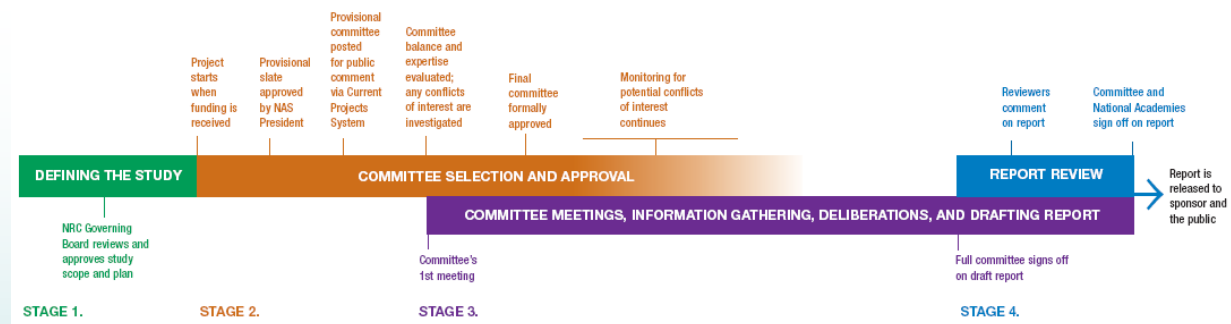 Project
starts
when
funding is
received
Provisional
slate
approved
by NAS
President
Provisional
committee
posted
for public
comment
via Current
Projects
System
Committee
balance and
expertise
evaluated;
any conflicts
of interest are
investigated
Final
committee
formally
approved
Monitoring for
potential conflicts
of interest
continues
Reviewers
comment
on report
Committee and
National Academies
sign off on report
DEFINING THE STUDY
COMMITTEE SELECTION AND APPROVAL
REPORT REVIEW
Report is
released to
sponsor and
the public
COMMITTEE MEETINGS, INFORMATION GATHERING, DELIBERATIONS, AND DRAFTING REPORT
NRC Governing
Board reviews and
approves study
scope and plan
Committee's
1st meeting
Full committee signs off
on draft report
STAGE 1.
STAGE 2.
STAGE 3.
STAGE 4.